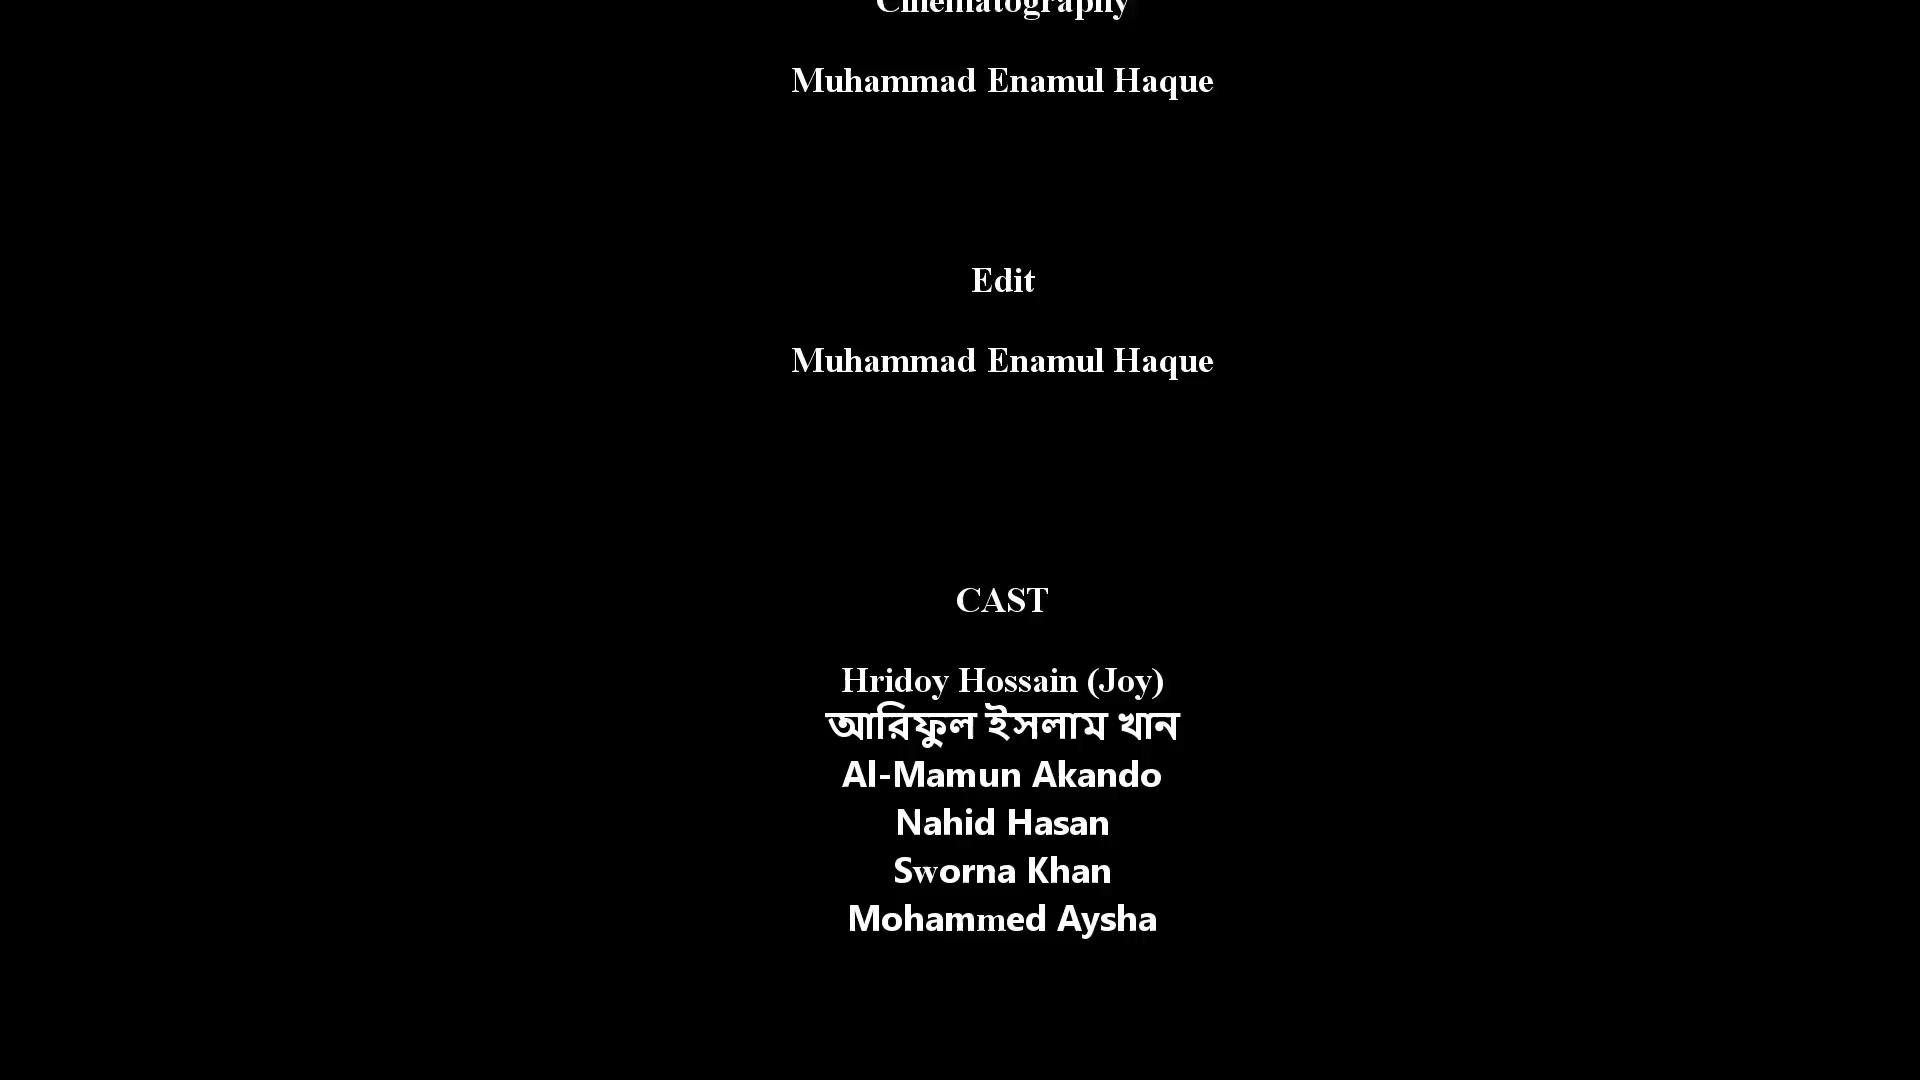 Cinematography
Muhammad Enamul Haque
Edit
Muhammad Enamul Haque
CAST
Hridoy Hossain (Joy)
আরিফুল ইসলাম খান
Al-Mamun Akando
Nahid Hasan
Sworna Khan
Mohammed Aysha